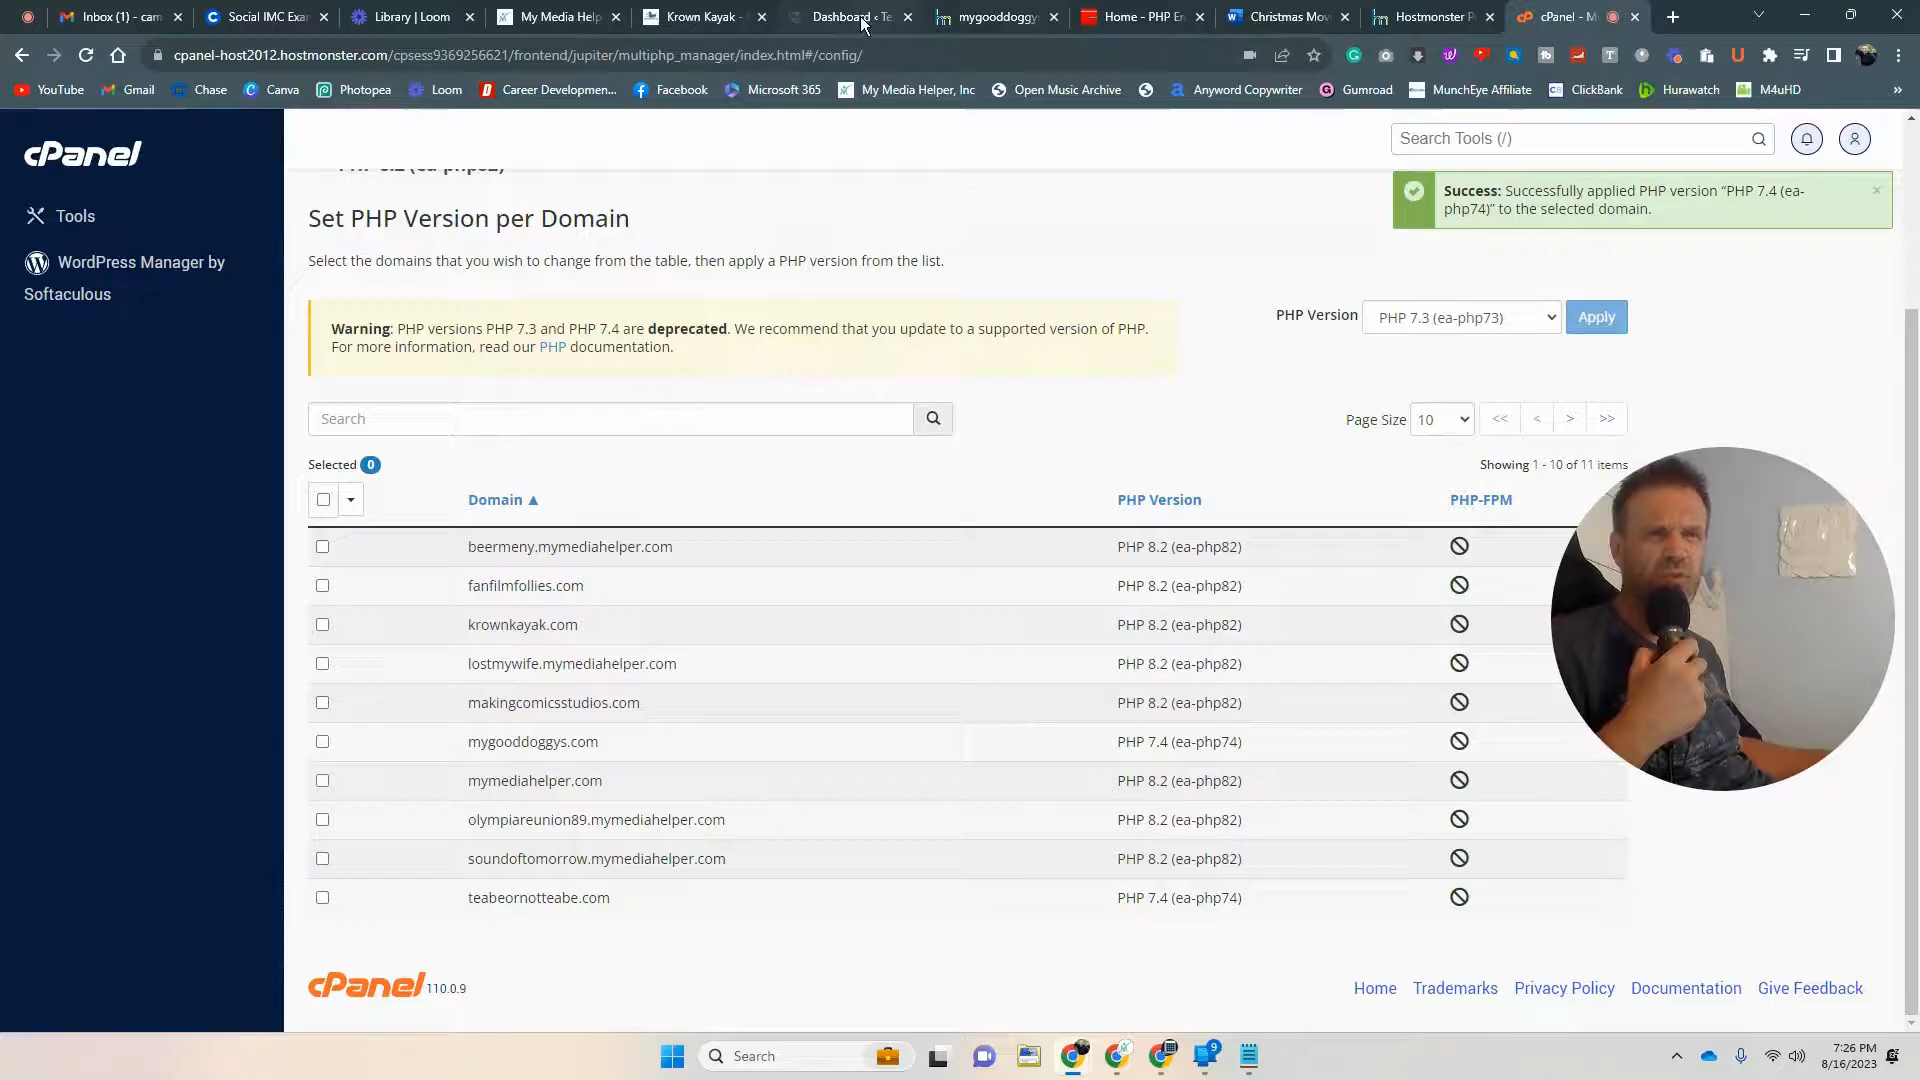 Inbox (1) - cam
Social IMC Exa
Library | Loom
My Media Help
Krown Kayak -
Dashboard ‹ Te
mygooddoggys
Home - PHP En
Christmas Mov
Hostmonster P
cPanel - M
cpanel-host2012.hostmonster.com/cpsess9369256621/frontend/jupiter/multiphp_manager/index.html#/config/
YouTube
Gmail
Chase
Canva
Photopea
Loom
Career Developmen...
Facebook
Microsoft 365
My Media Helper, Inc
Open Music Archive
Anyword Copywriter
Gumroad
MunchEye Affiliate
ClickBank
Hurawatch
M4uHD
»
cPanel
Search Tools (/)
Tools
WordPress Manager by
Softaculous
Success: Successfully applied PHP version “PHP 7.4 (ea-
php74)” to the selected domain.
Set PHP Version per Domain
Select the domains that you wish to change from the table, then apply a PHP version from the list.
Warning: PHP versions PHP 7.3 and PHP 7.4 are deprecated. We recommend that you update to a supported version of PHP.
For more information, read our PHP documentation.
PHP Version PHP 7.3 (ea-php73) Apply
Search
Page Size 10 << < > >>
Selected 0
Showing 1 - 10 of 11 items
Domain ▲ PHP Version PHP-FPM
beermeny.mymediahelper.com PHP 8.2 (ea-php82)
fanfilmfollies.com PHP 8.2 (ea-php82)
krownkayak.com PHP 8.2 (ea-php82)
lostmywife.mymediahelper.com PHP 8.2 (ea-php82)
makingcomicsstudios.com PHP 8.2 (ea-php82)
mygooddoggys.com PHP 7.4 (ea-php74)
mymediahelper.com PHP 8.2 (ea-php82)
olympiareunion89.mymediahelper.com PHP 8.2 (ea-php82)
soundoftomorrow.mymediahelper.com PHP 8.2 (ea-php82)
teabeornotteabe.com PHP 7.4 (ea-php74)
cPanel 110.0.9
Home Trademarks Privacy Policy Documentation Give Feedback
Search
9
7:26 PM
8/16/2023